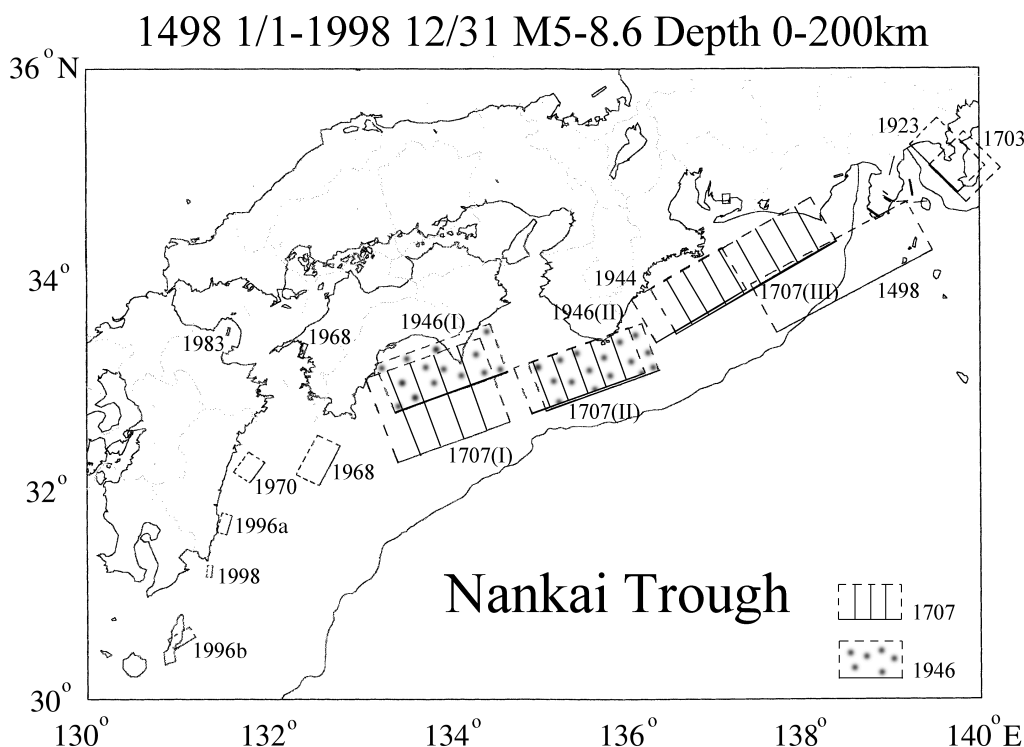 1498 1/1-1998 12/31 M5-8.6 Depth 0-200km
36°N
1923
1703
34°
1944
1707(III)
1498
1946(II)
1946(I)
1968
1983
1707(II)
1707(I)
1968
1970
32°
1996a
1998
Nankai Trough
1707
1996b
1946
30°
130°
132°
134°
136°
138°
140°E